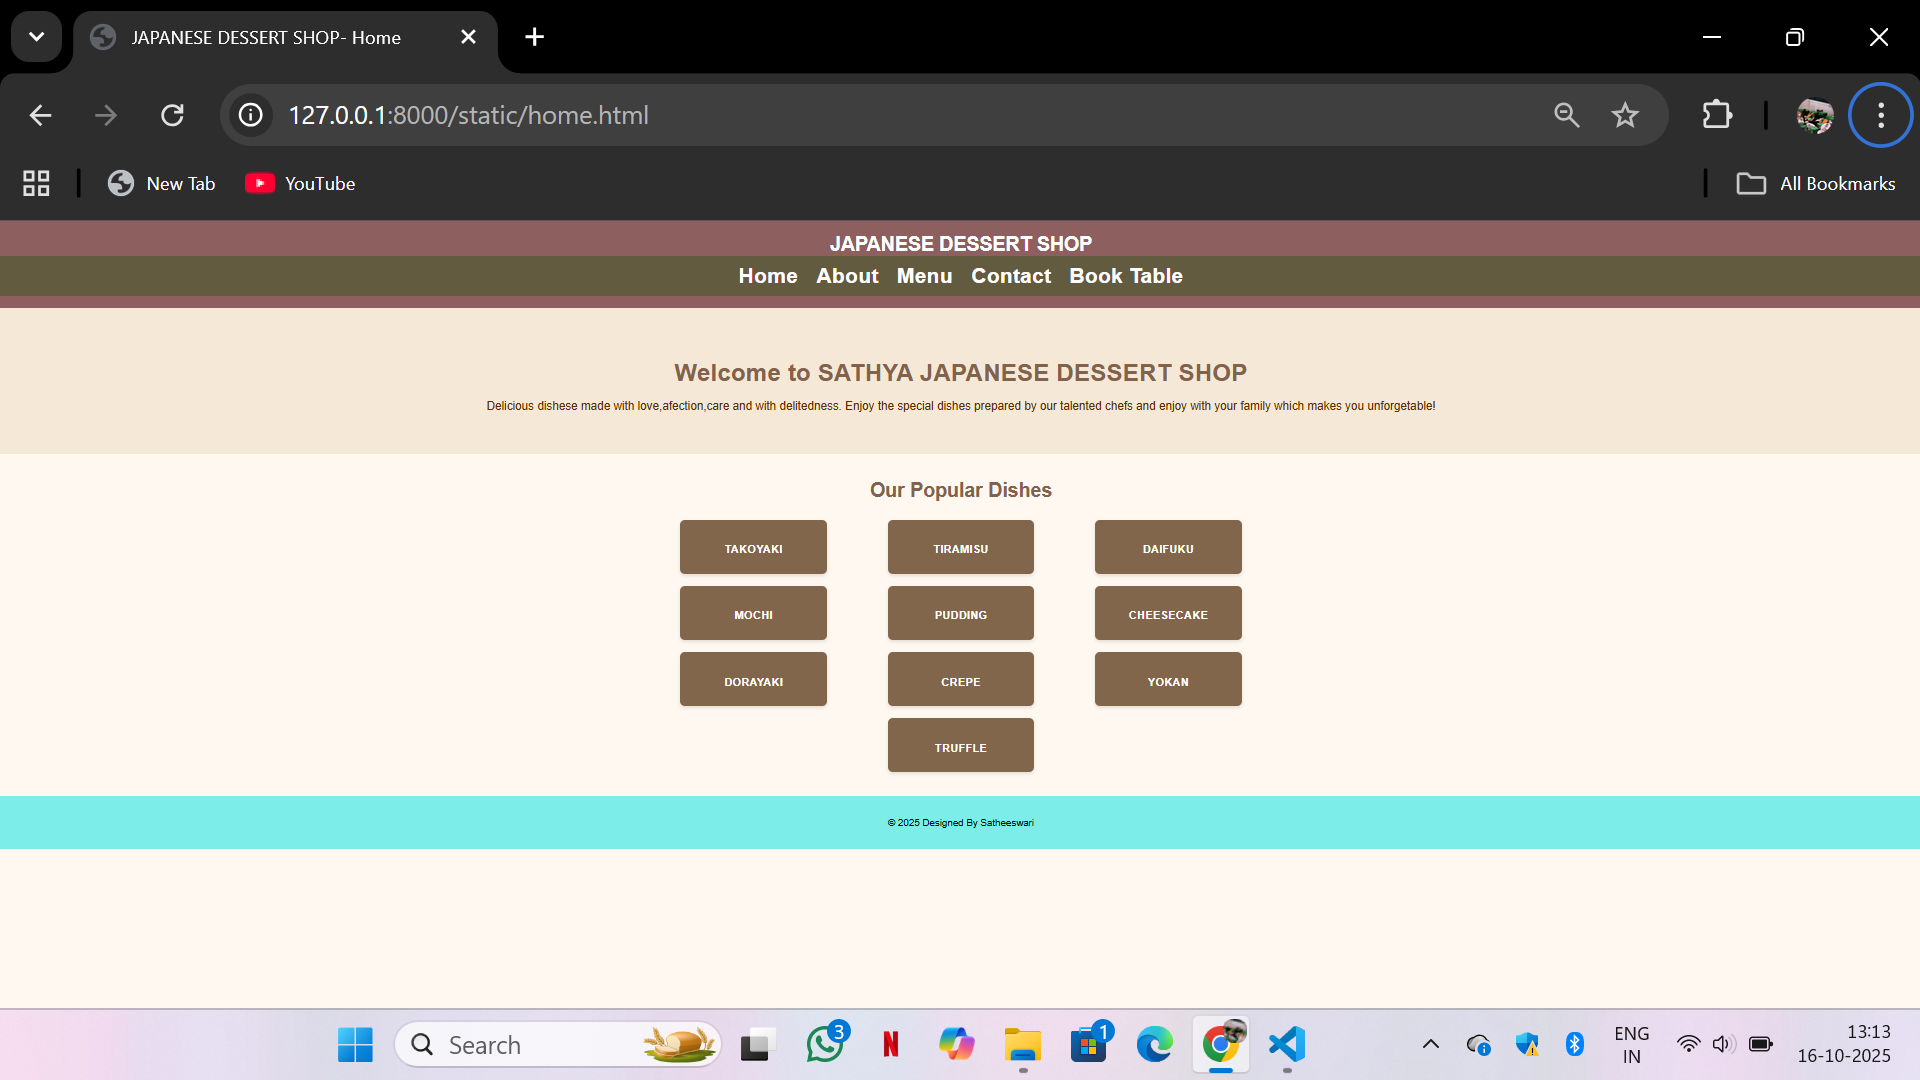 JAPANESE DESSERT SHOP- Home
127.0.0.1:8000/static/home.html
New Tab
YouTube
All Bookmarks
JAPANESE DESSERT SHOP
Home About Menu Contact Book Table
Welcome to SATHYA JAPANESE DESSERT SHOP
Delicious dishese made with love,afection,care and with delitedness. Enjoy the special dishes prepared by our talented chefs and enjoy with your family which makes you unforgetable!
Our Popular Dishes
TAKOYAKI TIRAMISU DAIFUKU
MOCHI PUDDING CHEESECAKE
DORAYAKI CREPE YOKAN
TRUFFLE
© 2025 Designed By Satheeswari
Search
3
N
1
ENG
IN
13:13
16-10-2025